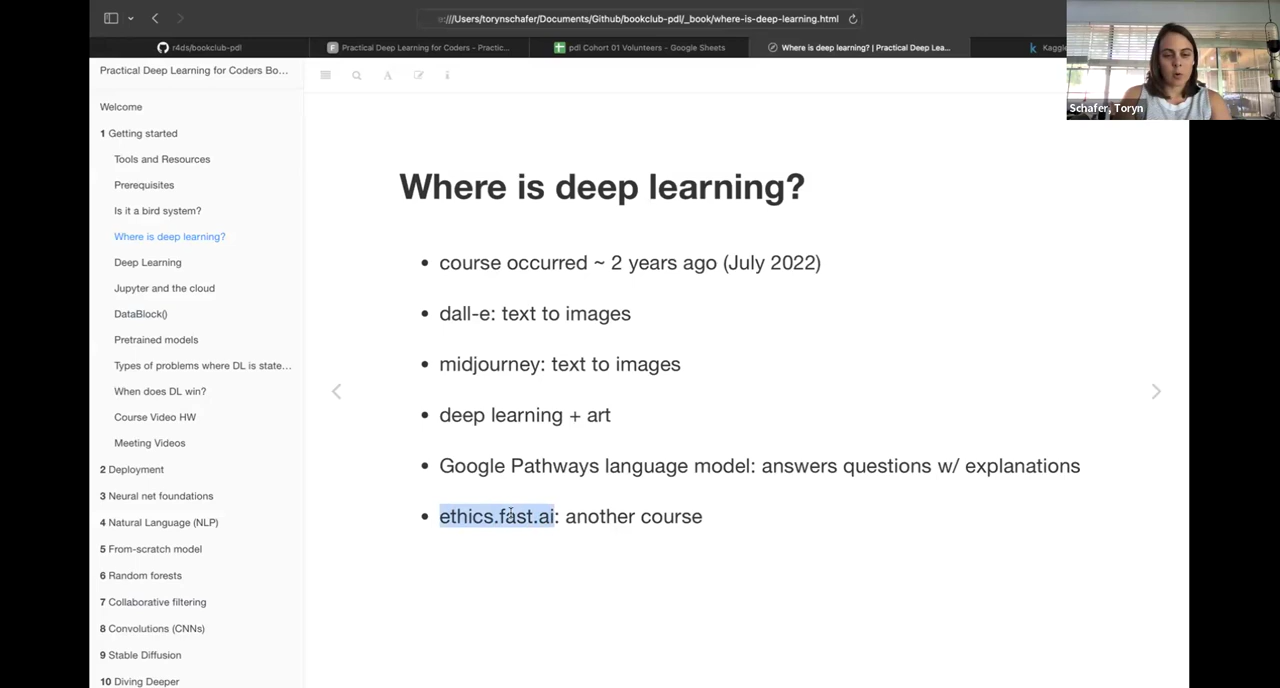 o:///Users/torynschafer/Documents/Github/bookclub-pdl/_book/where-is-deep-learning.html
r4ds/bookclub-pdl
Practical Deep Learning for Coders - Practic...
pdl Cohort 01 Volunteers - Google Sheets
Where is deep learning? | Practical Deep Lea...
Kaggle
Schafer, Toryn
Practical Deep Learning for Coders Bo...
Welcome
1 Getting started
Tools and Resources
Prerequisites
Is it a bird system?
Where is deep learning?
Deep Learning
Jupyter and the cloud
DataBlock()
Pretrained models
Types of problems where DL is state...
When does DL win?
Course Video HW
Meeting Videos
2 Deployment
3 Neural net foundations
4 Natural Language (NLP)
5 From-scratch model
6 Random forests
7 Collaborative filtering
8 Convolutions (CNNs)
9 Stable Diffusion
10 Diving Deeper
Where is deep learning?
• course occurred ~ 2 years ago (July 2022)
• dall-e: text to images
• midjourney: text to images
• deep learning + art
• Google Pathways language model: answers questions w/ explanations
• ethics.fast.ai: another course